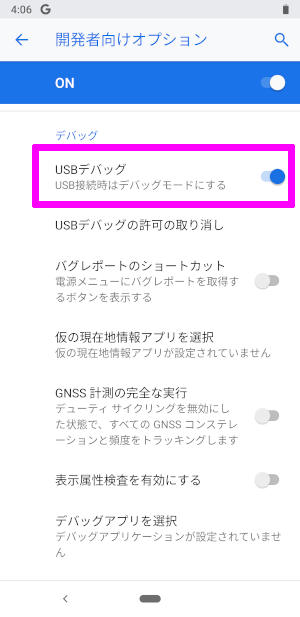 4:06 G
開発者向けオプション
ON
デバッグ
USBデバッグ
USB接続時はデバッグモードにする
USBデバッグの許可の取り消し
バグレポートのショートカット
電源メニューにバグレポートを取得す
るボタンを表示する
仮の現在地情報アプリを選択
仮の現在地情報アプリが設定されていません
GNSS 計測の完全な実行
デューティ サイクリングを無効にし
た状態で、すべての GNSS コンステレ
ーションと頻度をトラッキングします
表示属性検査を有効にする
デバッグアプリを選択
デバッグアプリケーションが設定されていませ
ん